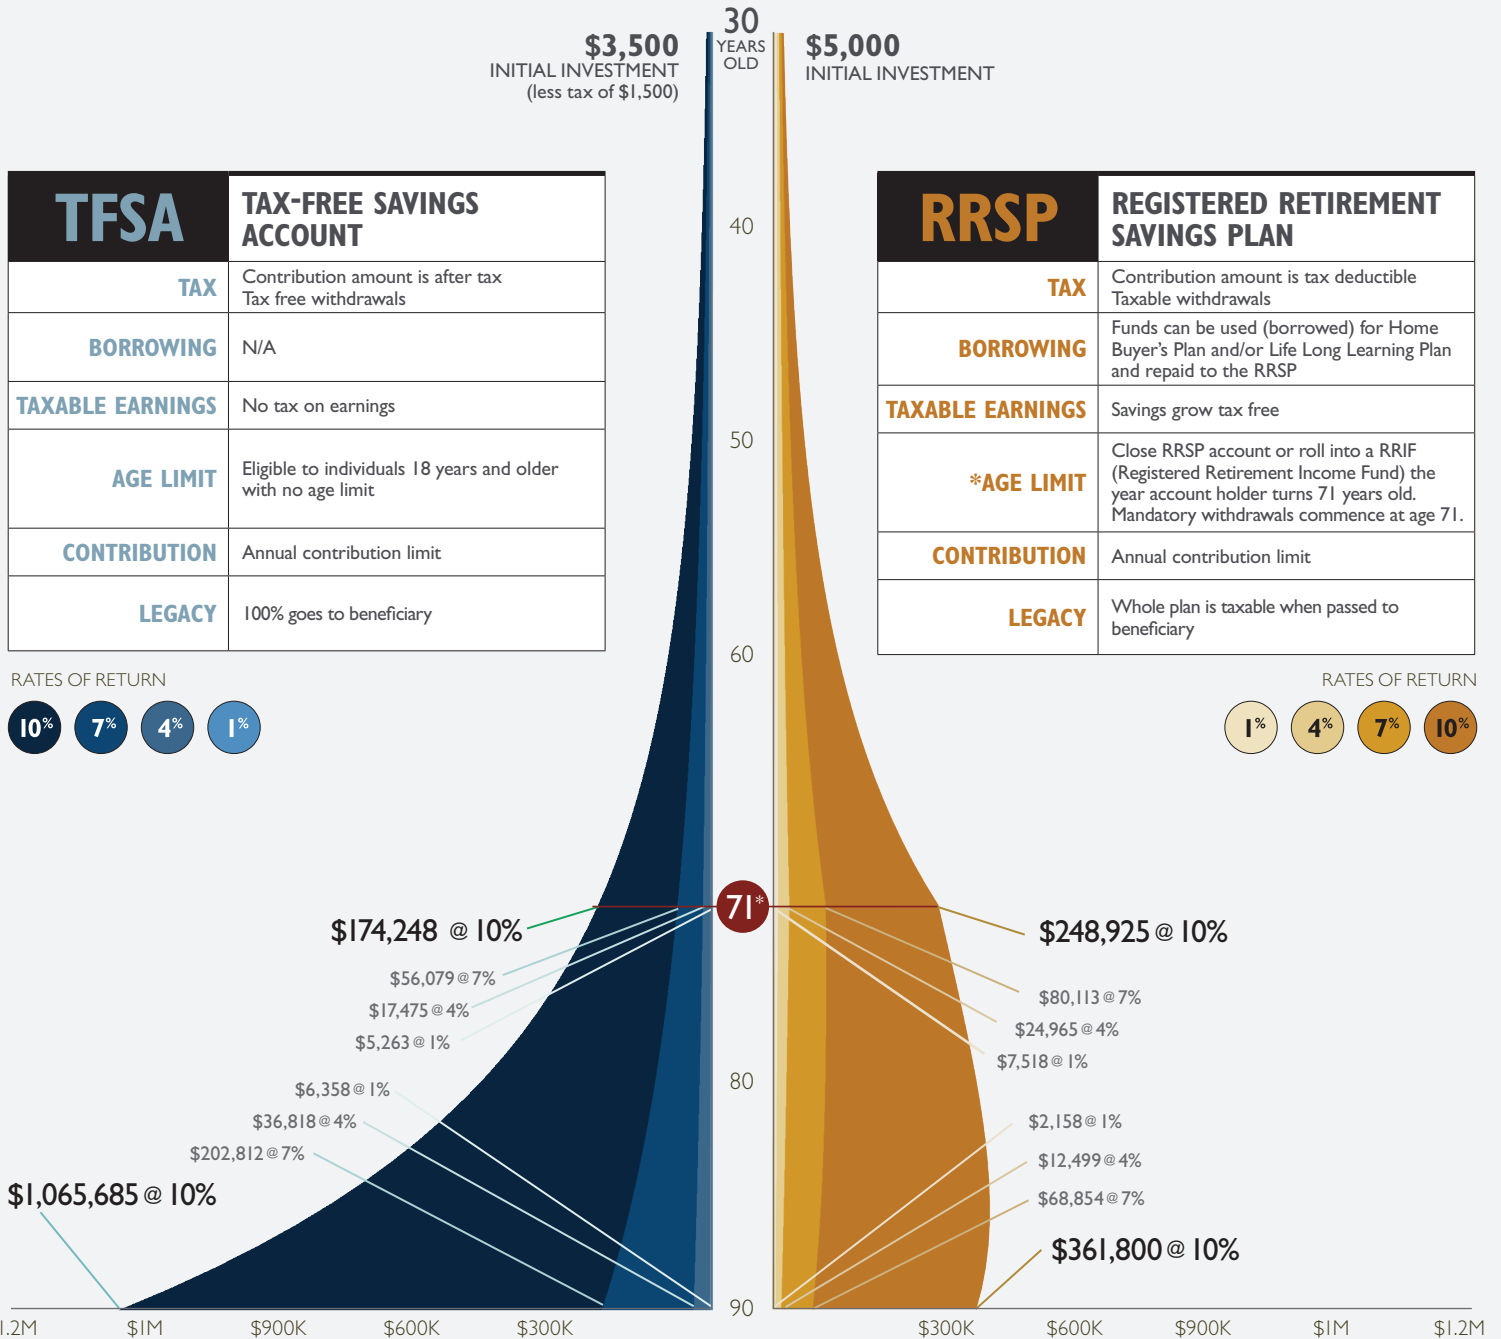 30
YEARS
OLD
$3,500
INITIAL INVESTMENT
(less tax of $1,500)
$5,000
INITIAL INVESTMENT
TFSA
TAX-FREE SAVINGS
ACCOUNT
TAX
Contribution amount is after tax
Tax free withdrawals
BORROWING
N/A
TAXABLE EARNINGS
No tax on earnings
AGE LIMIT
Eligible to individuals 18 years and older
with no age limit
CONTRIBUTION
Annual contribution limit
LEGACY
100% goes to beneficiary
RATES OF RETURN
10%
7%
4%
1%
40
50
60
71*
80
90
RRSP
REGISTERED RETIREMENT
SAVINGS PLAN
TAX
Contribution amount is tax deductible
Taxable withdrawals
BORROWING
Funds can be used (borrowed) for Home
Buyer's Plan and/or Life Long Learning Plan
and repaid to the RRSP
TAXABLE EARNINGS
Savings grow tax free
*AGE LIMIT
Close RRSP account or roll into a RRIF
(Registered Retirement Income Fund) the
year account holder turns 71 years old.
Mandatory withdrawals commence at age 71.
CONTRIBUTION
Annual contribution limit
LEGACY
Whole plan is taxable when passed to
beneficiary
RATES OF RETURN
1%
4%
7%
10%
$174,248 @ 10%
$56,079 @ 7%
$17,475 @ 4%
$5,263 @ 1%
$6,358 @ 1%
$36,818 @ 4%
$202,812 @ 7%
$1,065,685 @ 10%
$248,925 @ 10%
$80,113 @ 7%
$24,965 @ 4%
$7,518 @ 1%
$2,158 @ 1%
$12,499 @ 4%
$68,854 @ 7%
$361,800 @ 10%
1.2M
$1M
$900K
$600K
$300K
$300K
$600K
$900K
$1M
$1.2M